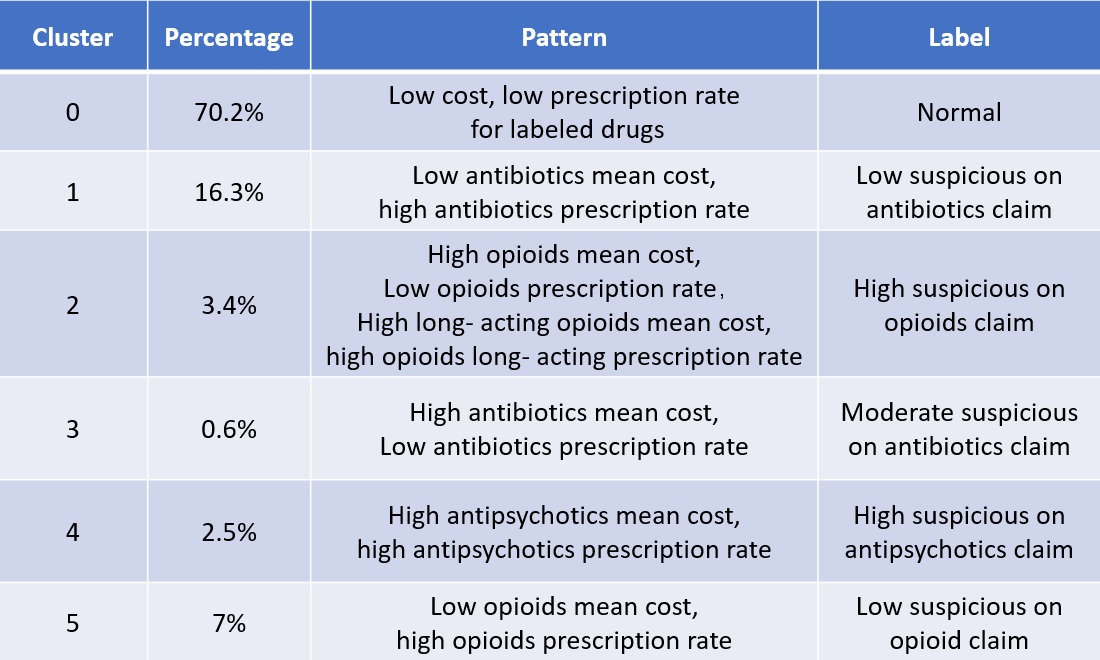 Cluster Percentage Pattern Label
0 70.2% Low cost, low prescription rate
for labeled drugs Normal
1 16.3% Low antibiotics mean cost,
high antibiotics prescription rate Low suspicious on
antibiotics claim
2 3.4% High opioids mean cost,
Low opioids prescription rate,
High long- acting opioids mean cost,
high opioids long- acting prescription rate High suspicious on
opioids claim
3 0.6% High antibiotics mean cost,
Low antibiotics prescription rate Moderate suspicious
on antibiotics claim
4 2.5% High antipsychotics mean cost,
high antipsychotics prescription rate High suspicious on
antipsychotics claim
5 7% Low opioids mean cost,
high opioids prescription rate Low suspicious on
opioid claim